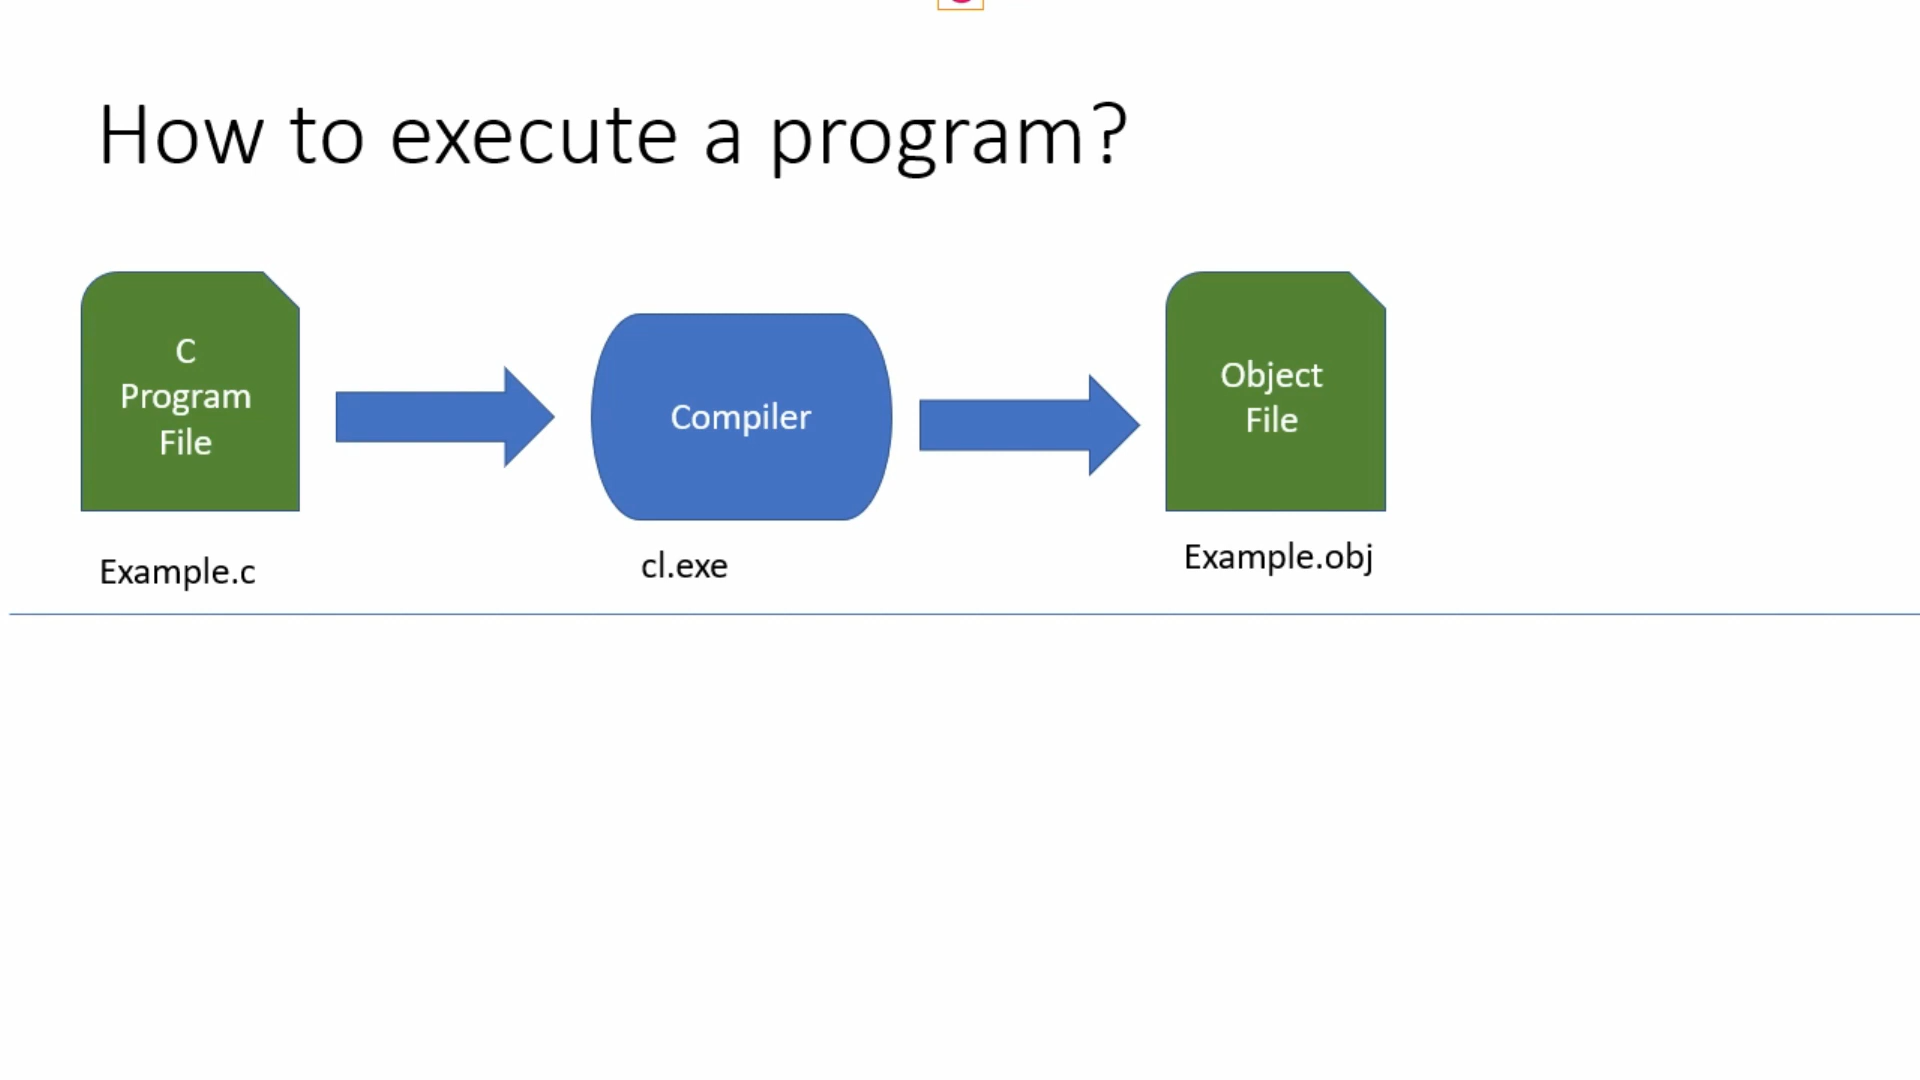 How to execute a program?
C
Program
File
Compiler
Object
File
Example.c
cl.exe
Example.obj